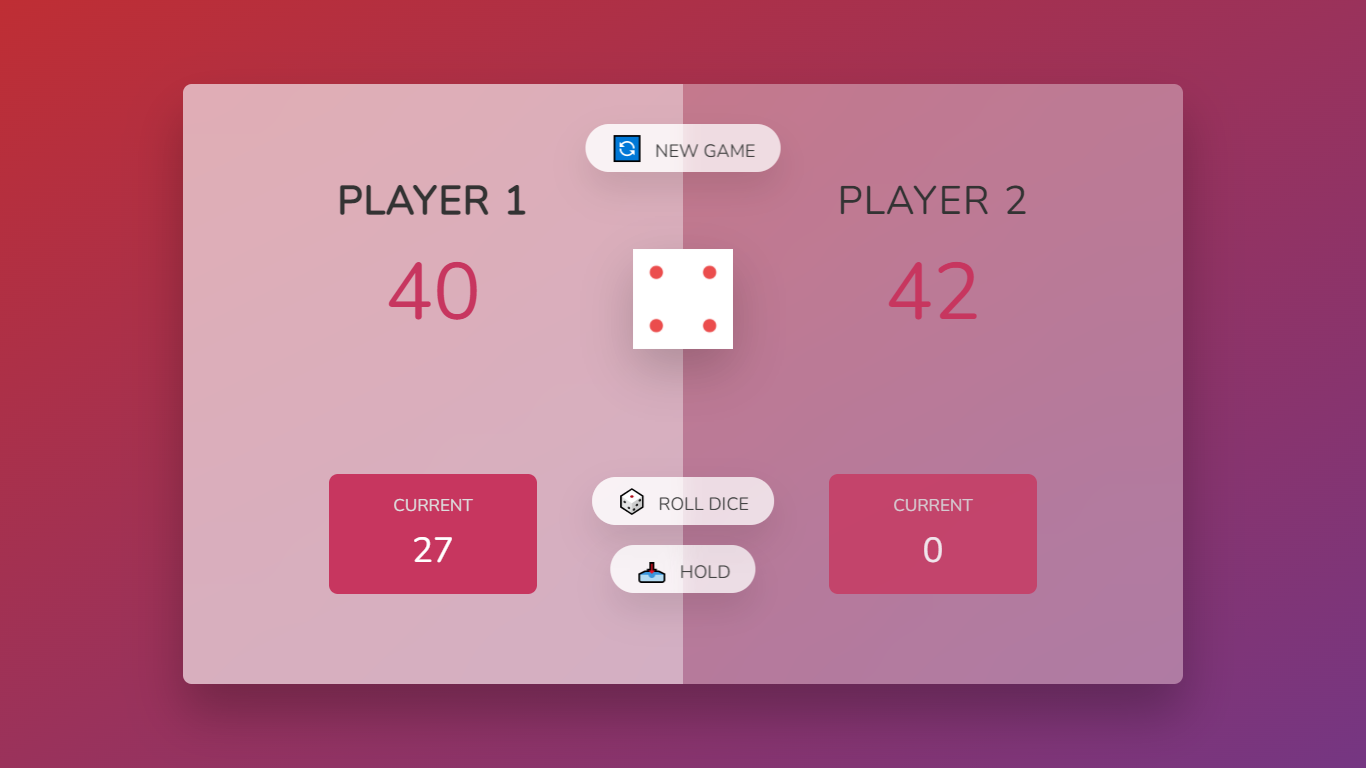 NEW GAME
PLAYER 1
40
CURRENT
27
PLAYER 2
42
CURRENT
0
ROLL DICE
HOLD